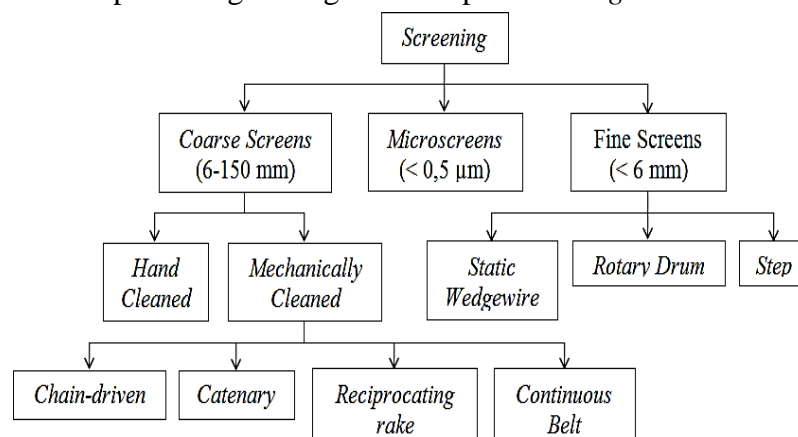 Screening
Coarse Screens
(6-150 mm)
Microscreens
(< 0,5 µm)
Fine Screens
(< 6 mm)
Hand
Cleaned
Mechanically
Cleaned
Static
Wedgewire
Rotary Drum
Step
Chain-driven
Catenary
Reciprocating
rake
Continuous
Belt